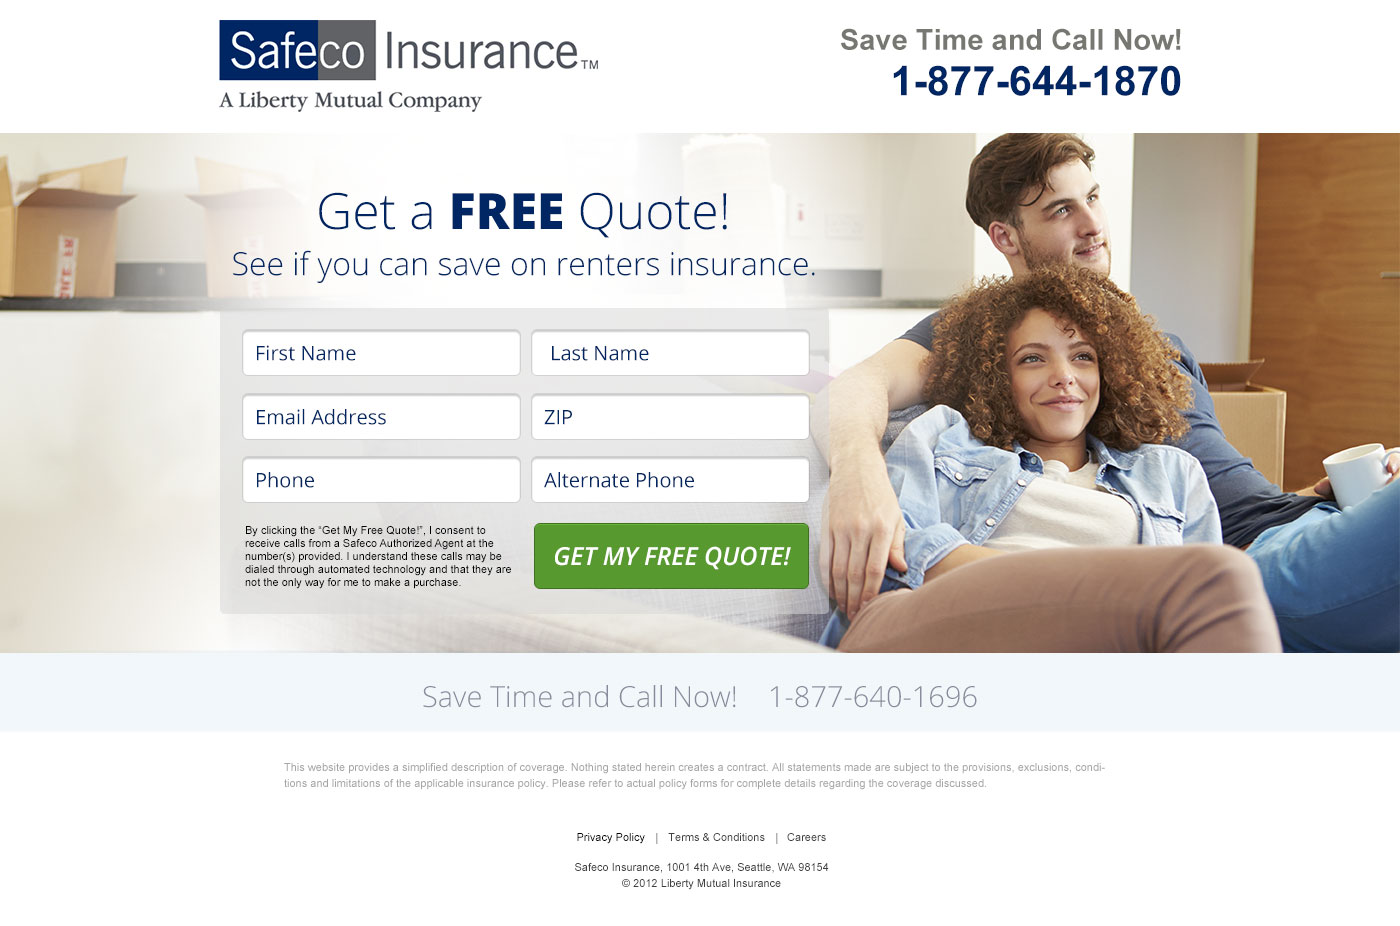 Safeco Insurance™
A Liberty Mutual Company
Save Time and Call Now!
1-877-644-1870
Get a FREE Quote!
See if you can save on renters insurance.
First Name
Last Name
Email Address
ZIP
Phone
Alternate Phone
By clicking the “Get My Free Quote!”, I consent to
receive calls from a Safeco Authorized Agent at the
number(s) provided. I understand these calls may be
dialed through automated technology and that they are
not the only way for me to make a purchase.
GET MY FREE QUOTE!
Save Time and Call Now! 1-877-640-1696
This website provides a simplified description of coverage. Nothing stated herein creates a contract. All statements made are subject to the provisions, exclusions, condi-
tions and limitations of the applicable insurance policy. Please refer to actual policy forms for complete details regarding the coverage discussed.
Privacy Policy | Terms & Conditions | Careers
Safeco Insurance, 1001 4th Ave, Seattle, WA 98154
© 2012 Liberty Mutual Insurance